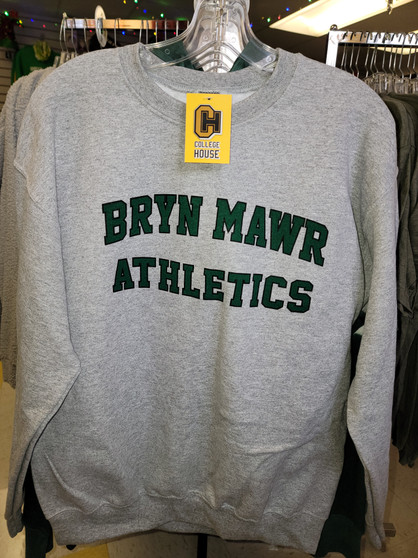 CH
COLLEGE
HOUSE
BRYN MAWR
ATHLETICS